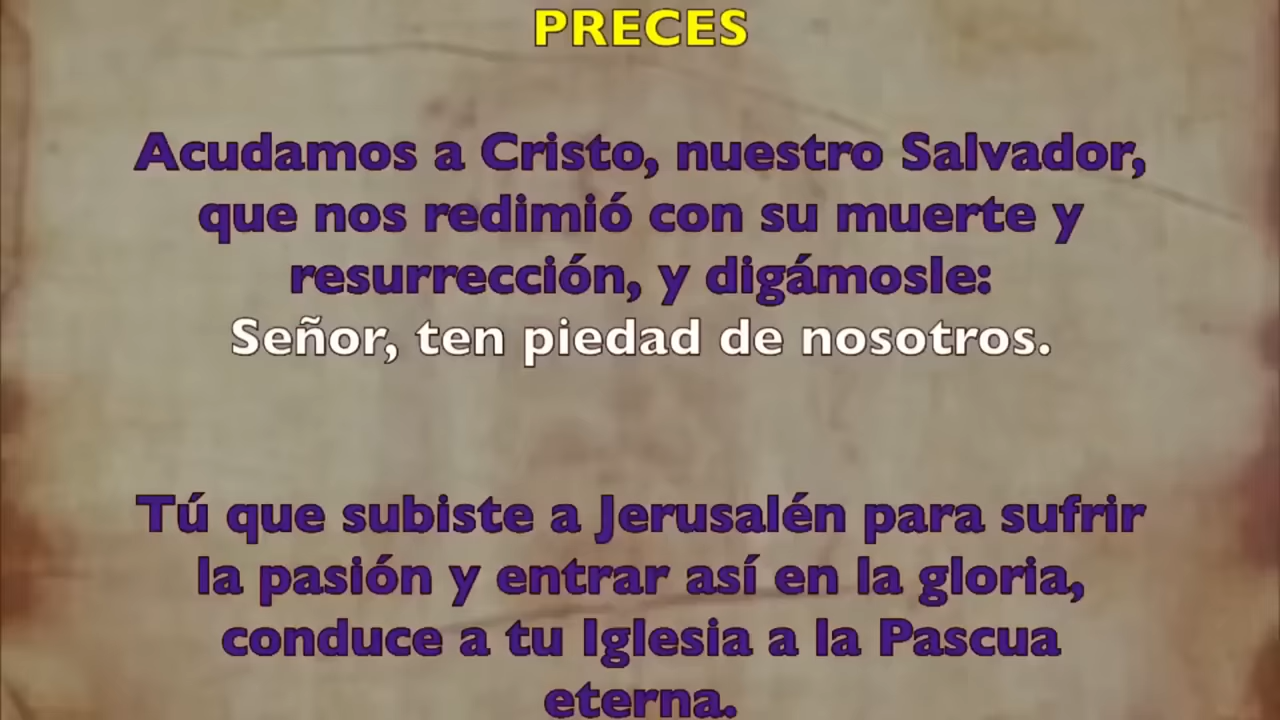 PRECES
Acudamos a Cristo, nuestro Salvador,
que nos redimió con su muerte y
resurrección, y digámosle:
Señor, ten piedad de nosotros.
Tú que subiste a Jerusalén para sufrir
la pasión y entrar así en la gloria,
conduce a tu Iglesia a la Pascua
eterna.